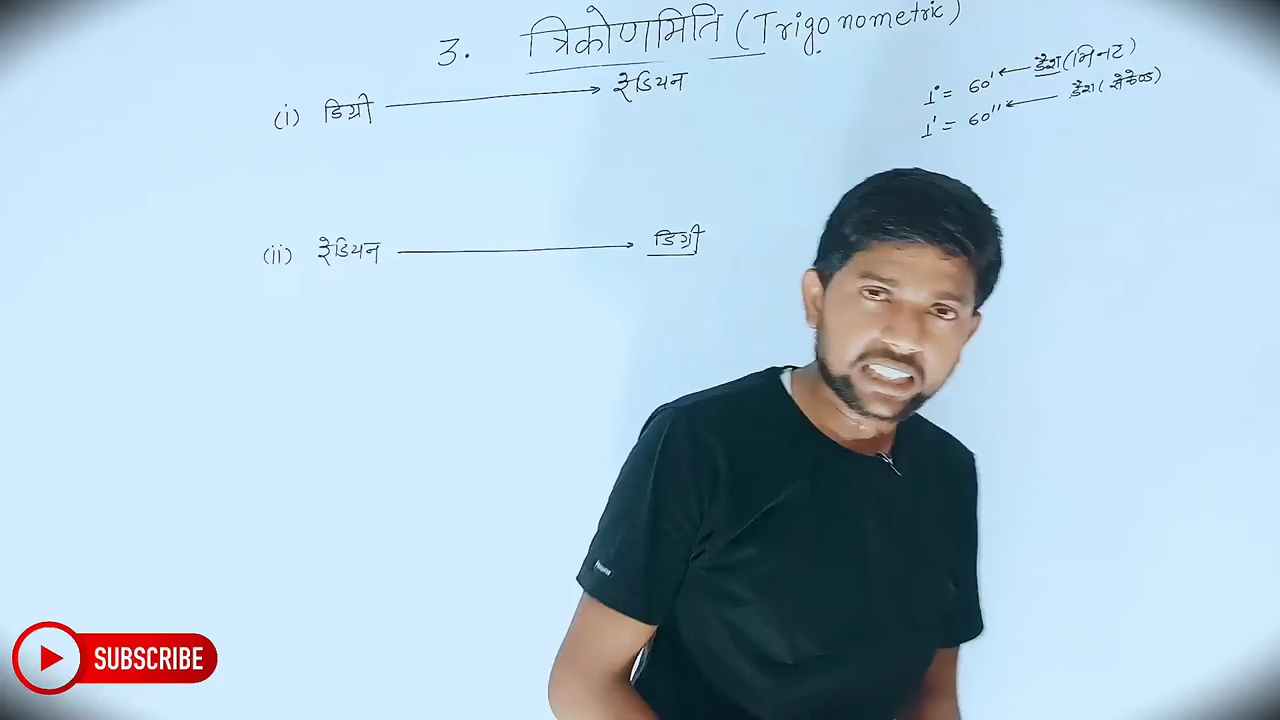 3. त्रिकोणमिति (Trigonometric)
(i) डिग्री → रेडियन
1° = 60' ← डैश (मिनट)
1' = 60'' ← डैश (सेकेण्ड)
(ii) रेडियन → डिग्री
SUBSCRIBE